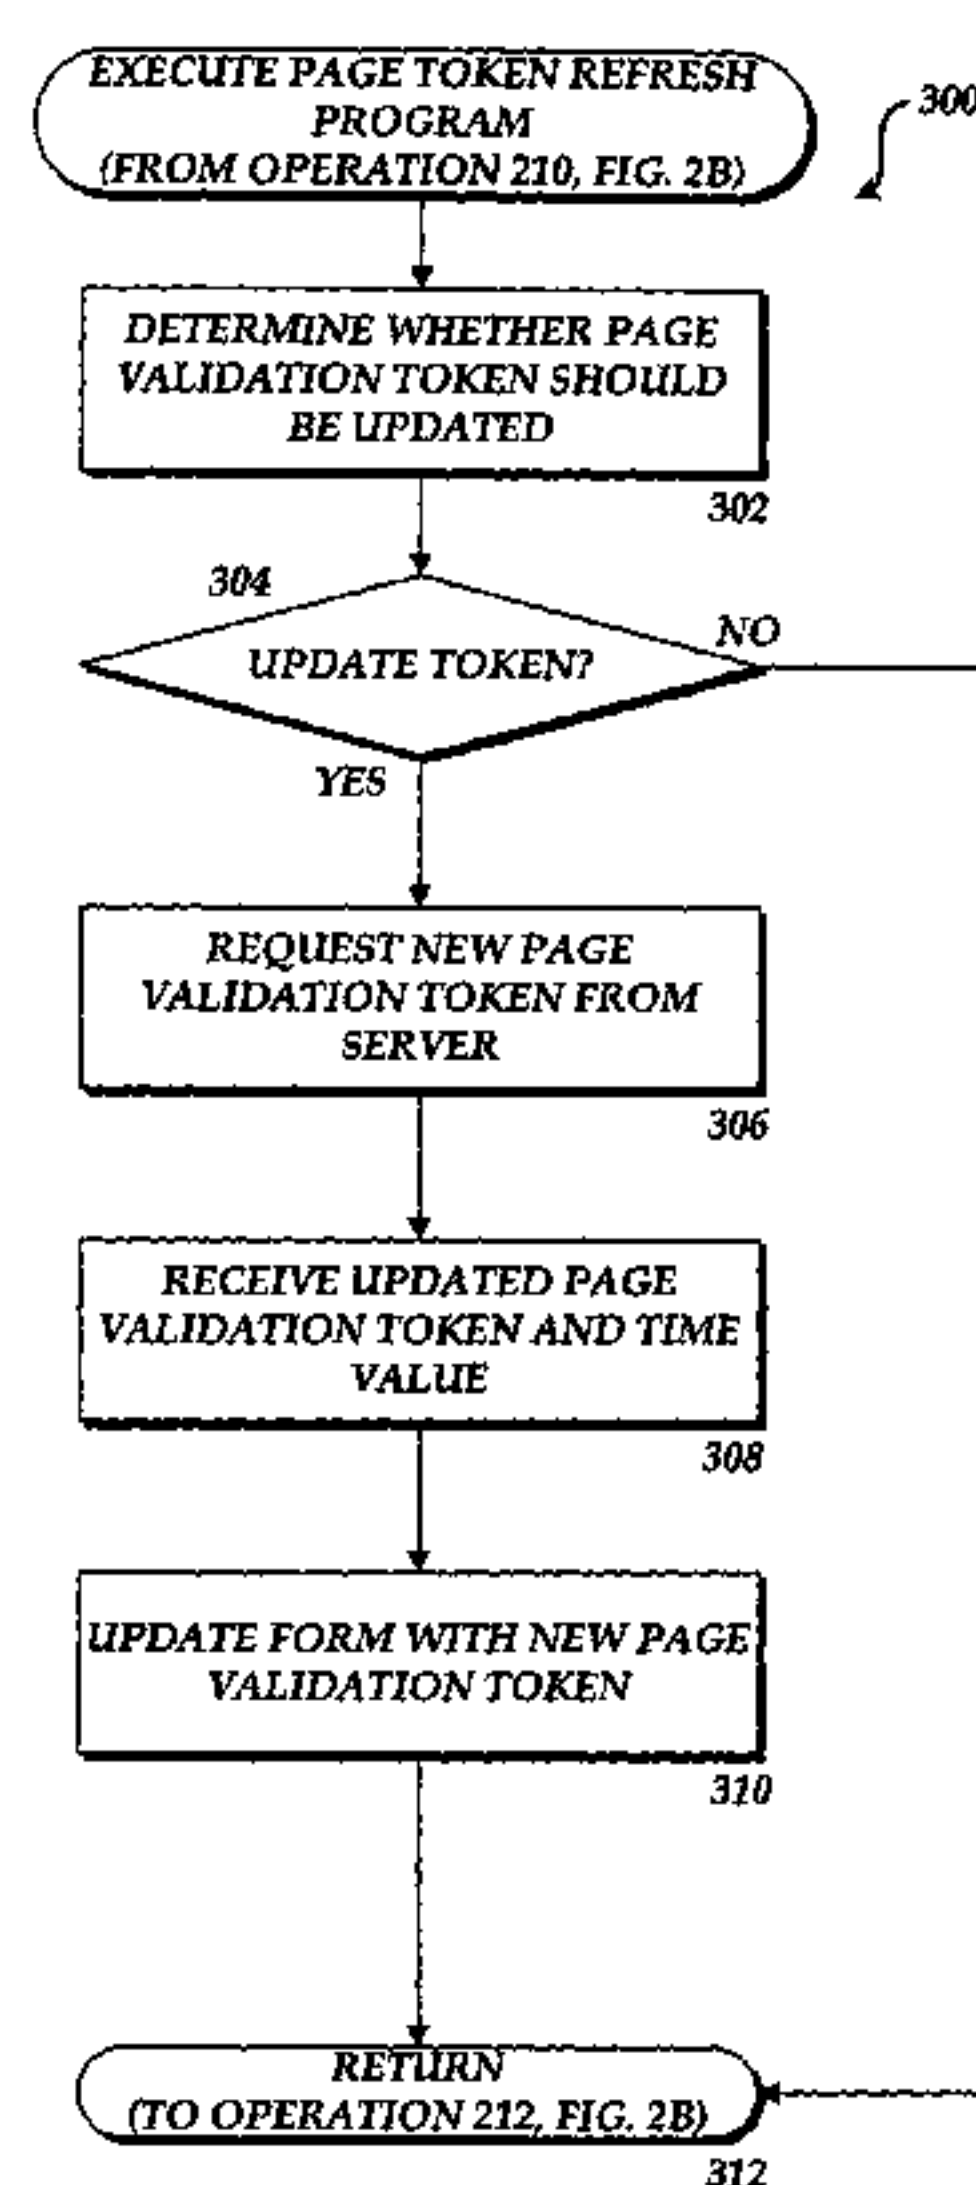 EXECUTE PAGE TOKEN REFRESH
PROGRAM
(FROM OPERATION 210, FIG. 2B)
300
DETERMINE WHETHER PAGE
VALIDATION TOKEN SHOULD
BE UPDATED
302
304
NO
UPDATE TOKEN?
YES
REQUEST NEW PAGE
VALIDATION TOKEN FROM
SERVER
306
RECEIVE UPDATED PAGE
VALIDATION TOKEN AND TIME
VALUE
308
UPDATE FORM WITH NEW PAGE
VALIDATION TOKEN
310
RETURN
(TO OPERATION 212, FIG. 2B)
312